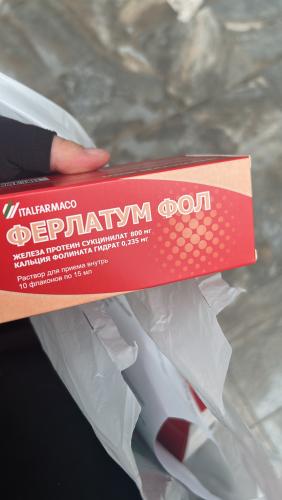 ITALFARMACO
ФЕРЛАТУМ ФОЛ
ЖЕЛЕЗА ПРОТЕИН СУКЦИНИЛАТ 800 мг
КАЛЬЦИЯ ФОЛИНАТА ГИДРАТ 0,235 мг
Раствор для приема внутрь
10 флаконов по 15 мл